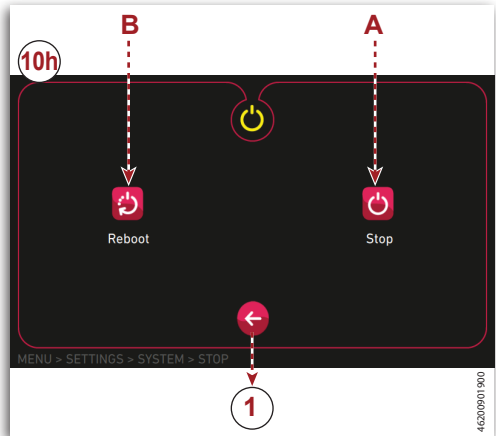 B
A
10h
Reboot
Stop
MENU > SETTINGS > SYSTEM > STOP
1
46200901900